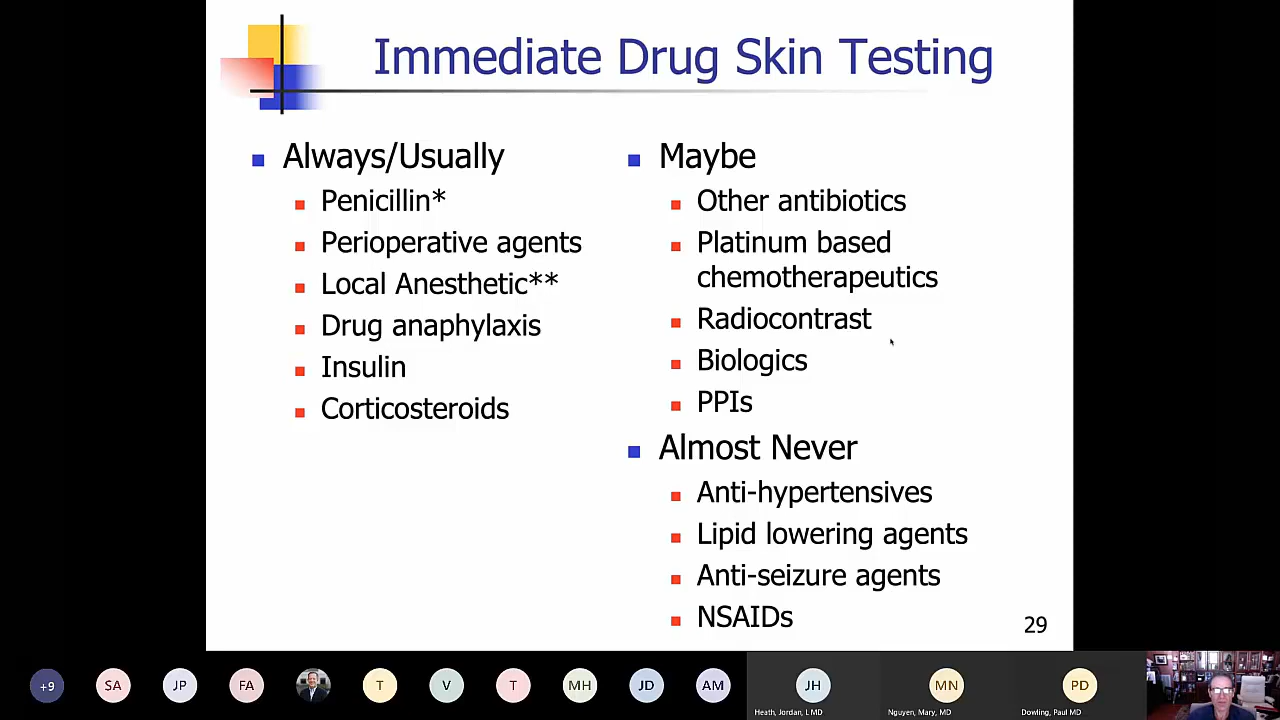 Immediate Drug Skin Testing
Always/Usually
Penicillin*
Perioperative agents
Local Anesthetic**
Drug anaphylaxis
Insulin
Corticosteroids
Maybe
Other antibiotics
Platinum based
chemotherapeutics
Radiocontrast
Biologics
PPIs
Almost Never
Anti-hypertensives
Lipid lowering agents
Anti-seizure agents
NSAIDs
29
+9
SA
JP
FA
T
V
T
MH
JD
AM
JH
Heath, Jordan, L MD
MN
Nguyen, Mary, MD
PD
Dowling, Paul MD